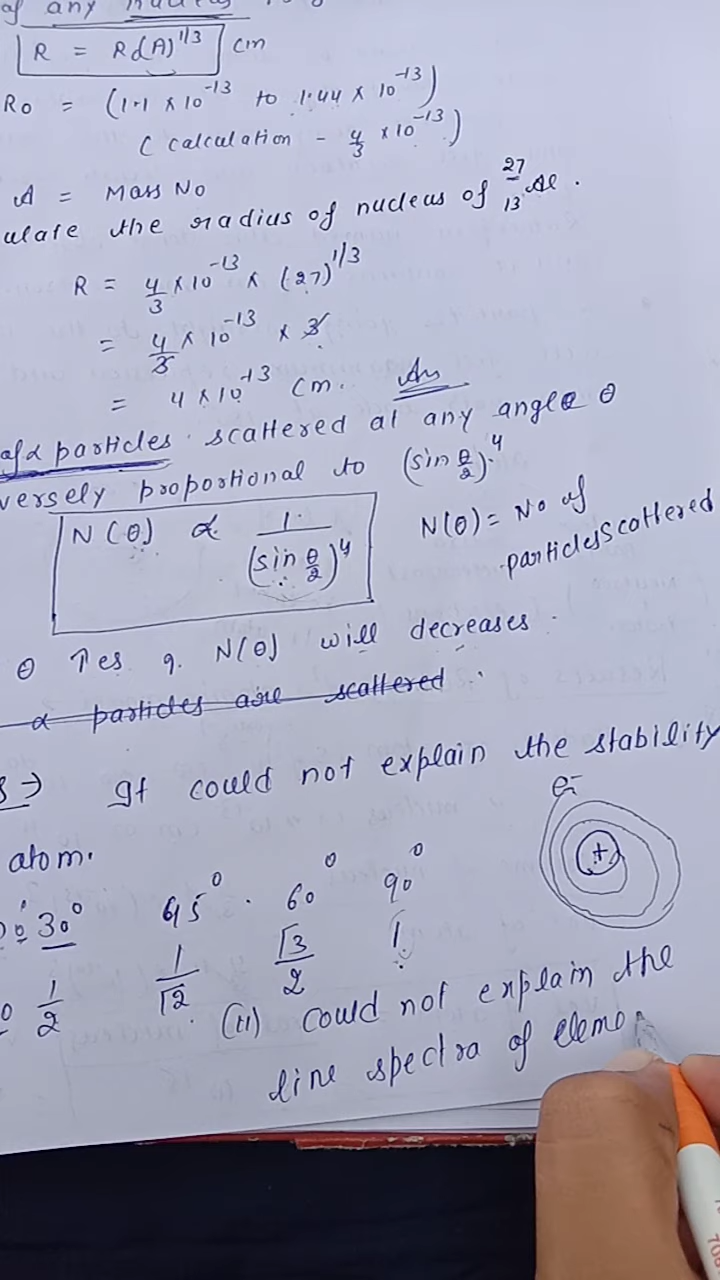 of any nucleus
R = R₀(A)^1/3 cm
R₀ = (1.1 × 10^-13 to 1.44 × 10^-13)
( calculation - 4/3 × 10^-13 )
A = Mass No
ulate the radius of nucleus of 27 13 Al.
R = 4/3 × 10^-13 × (27)^1/3
= 4/3 × 10^-13 × 3
= 4 × 10^-13 cm. Ans
of α particles scattered at any angle θ
versely proportional to (sin θ/2)^4
N(θ) ∝ 1/(sin θ/2)^4
N(θ) = No of
particles scattered
θ ↑es, N(θ) will decreases.
α particles are scattered
s → It could not explain the stability
atom.
e-
+
0° 30° 45° 60° 90°
0 1/2 1/√2 √3/2 1
(ii) could not explain the
line spectra of eleme